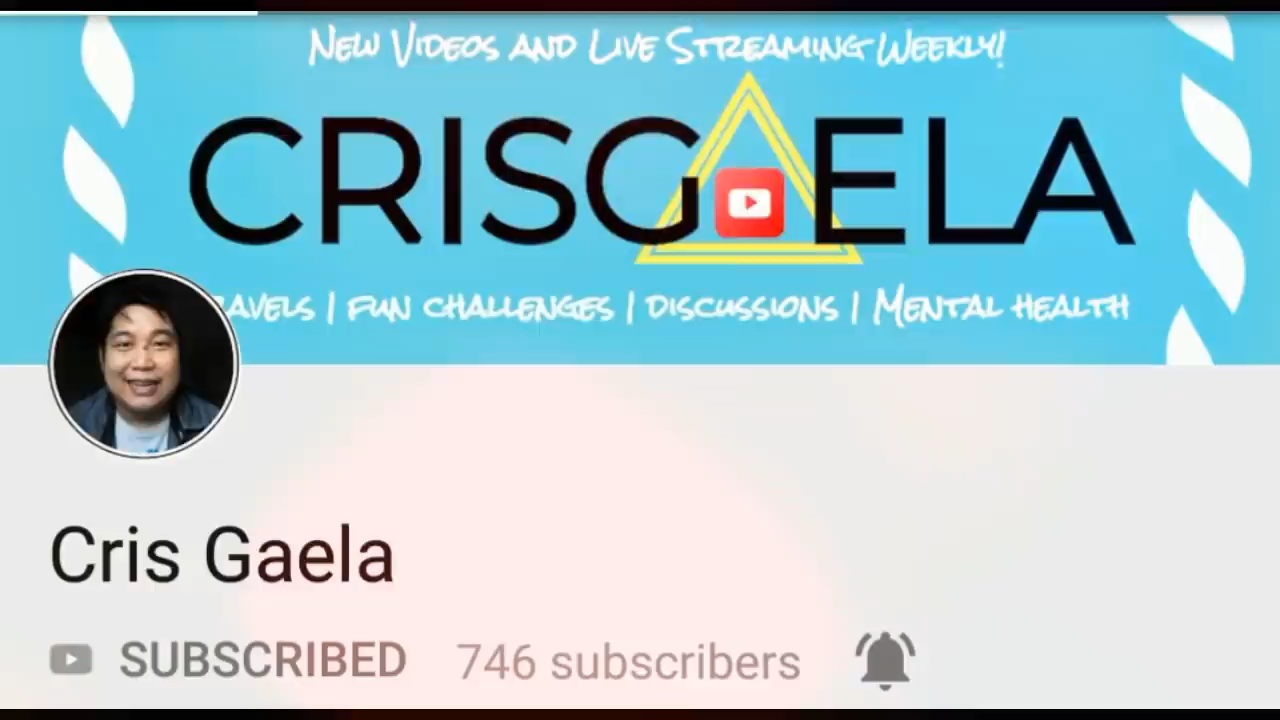 New Videos and Live Streaming Weekly!
CRISGAELA
| fun challenges | discussions | Mental health
Cris Gaela
SUBSCRIBED 746 subscribers